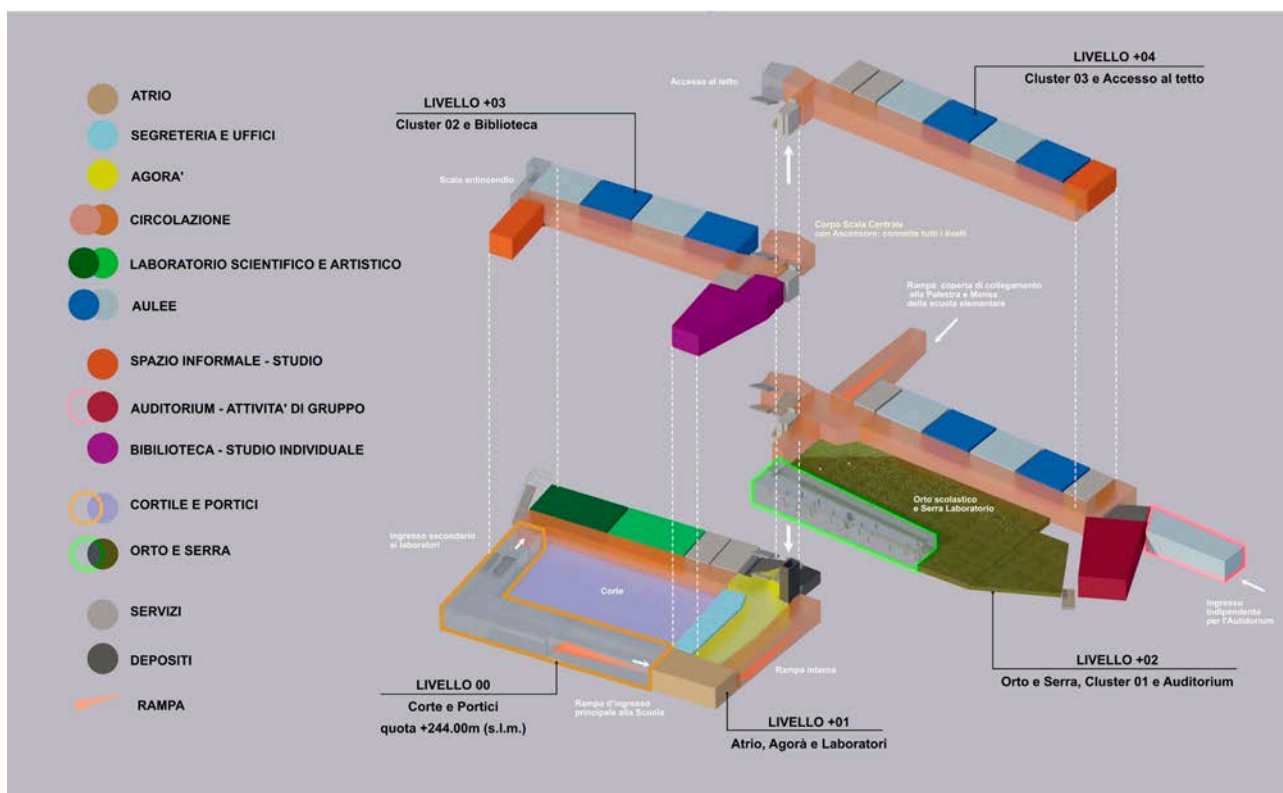 ATRIO
SEGRETERIA E UFFICI
AGORA'
CIRCOLAZIONE
LABORATORIO SCIENTIFICO E ARTISTICO
AULEE
SPAZIO INFORMALE - STUDIO
AUDITORIUM - ATTIVITA' DI GRUPPO
BIBILIOTECA - STUDIO INDIVIDUALE
CORTILE E PORTICI
ORTO E SERRA
SERVIZI
DEPOSITI
RAMPA
LIVELLO +03
Cluster 02 e Biblioteca
Scala antincendio
LIVELLO +04
Cluster 03 e Accesso al tetto
Accesso al tetto
Corpo Scala Centrale
con Ascensore: connette tutti i livelli
Rampa coperta di collegamento
alla Palestra e Mensa
della scuola elementare
Orto scolastico
e Serra Laboratorio
Ingresso
Indipendente
per l'Autidorium
LIVELLO +02
Orto e Serra, Cluster 01 e Auditorium
Ingresso secondario
ai laboratori
Corte
Rampa interna
LIVELLO 00
Corte e Portici
quota +244.00m (s.l.m.)
Rampa d'ingresso
principale alla Scuola
LIVELLO +01
Atrio, Agorà e Laboratori